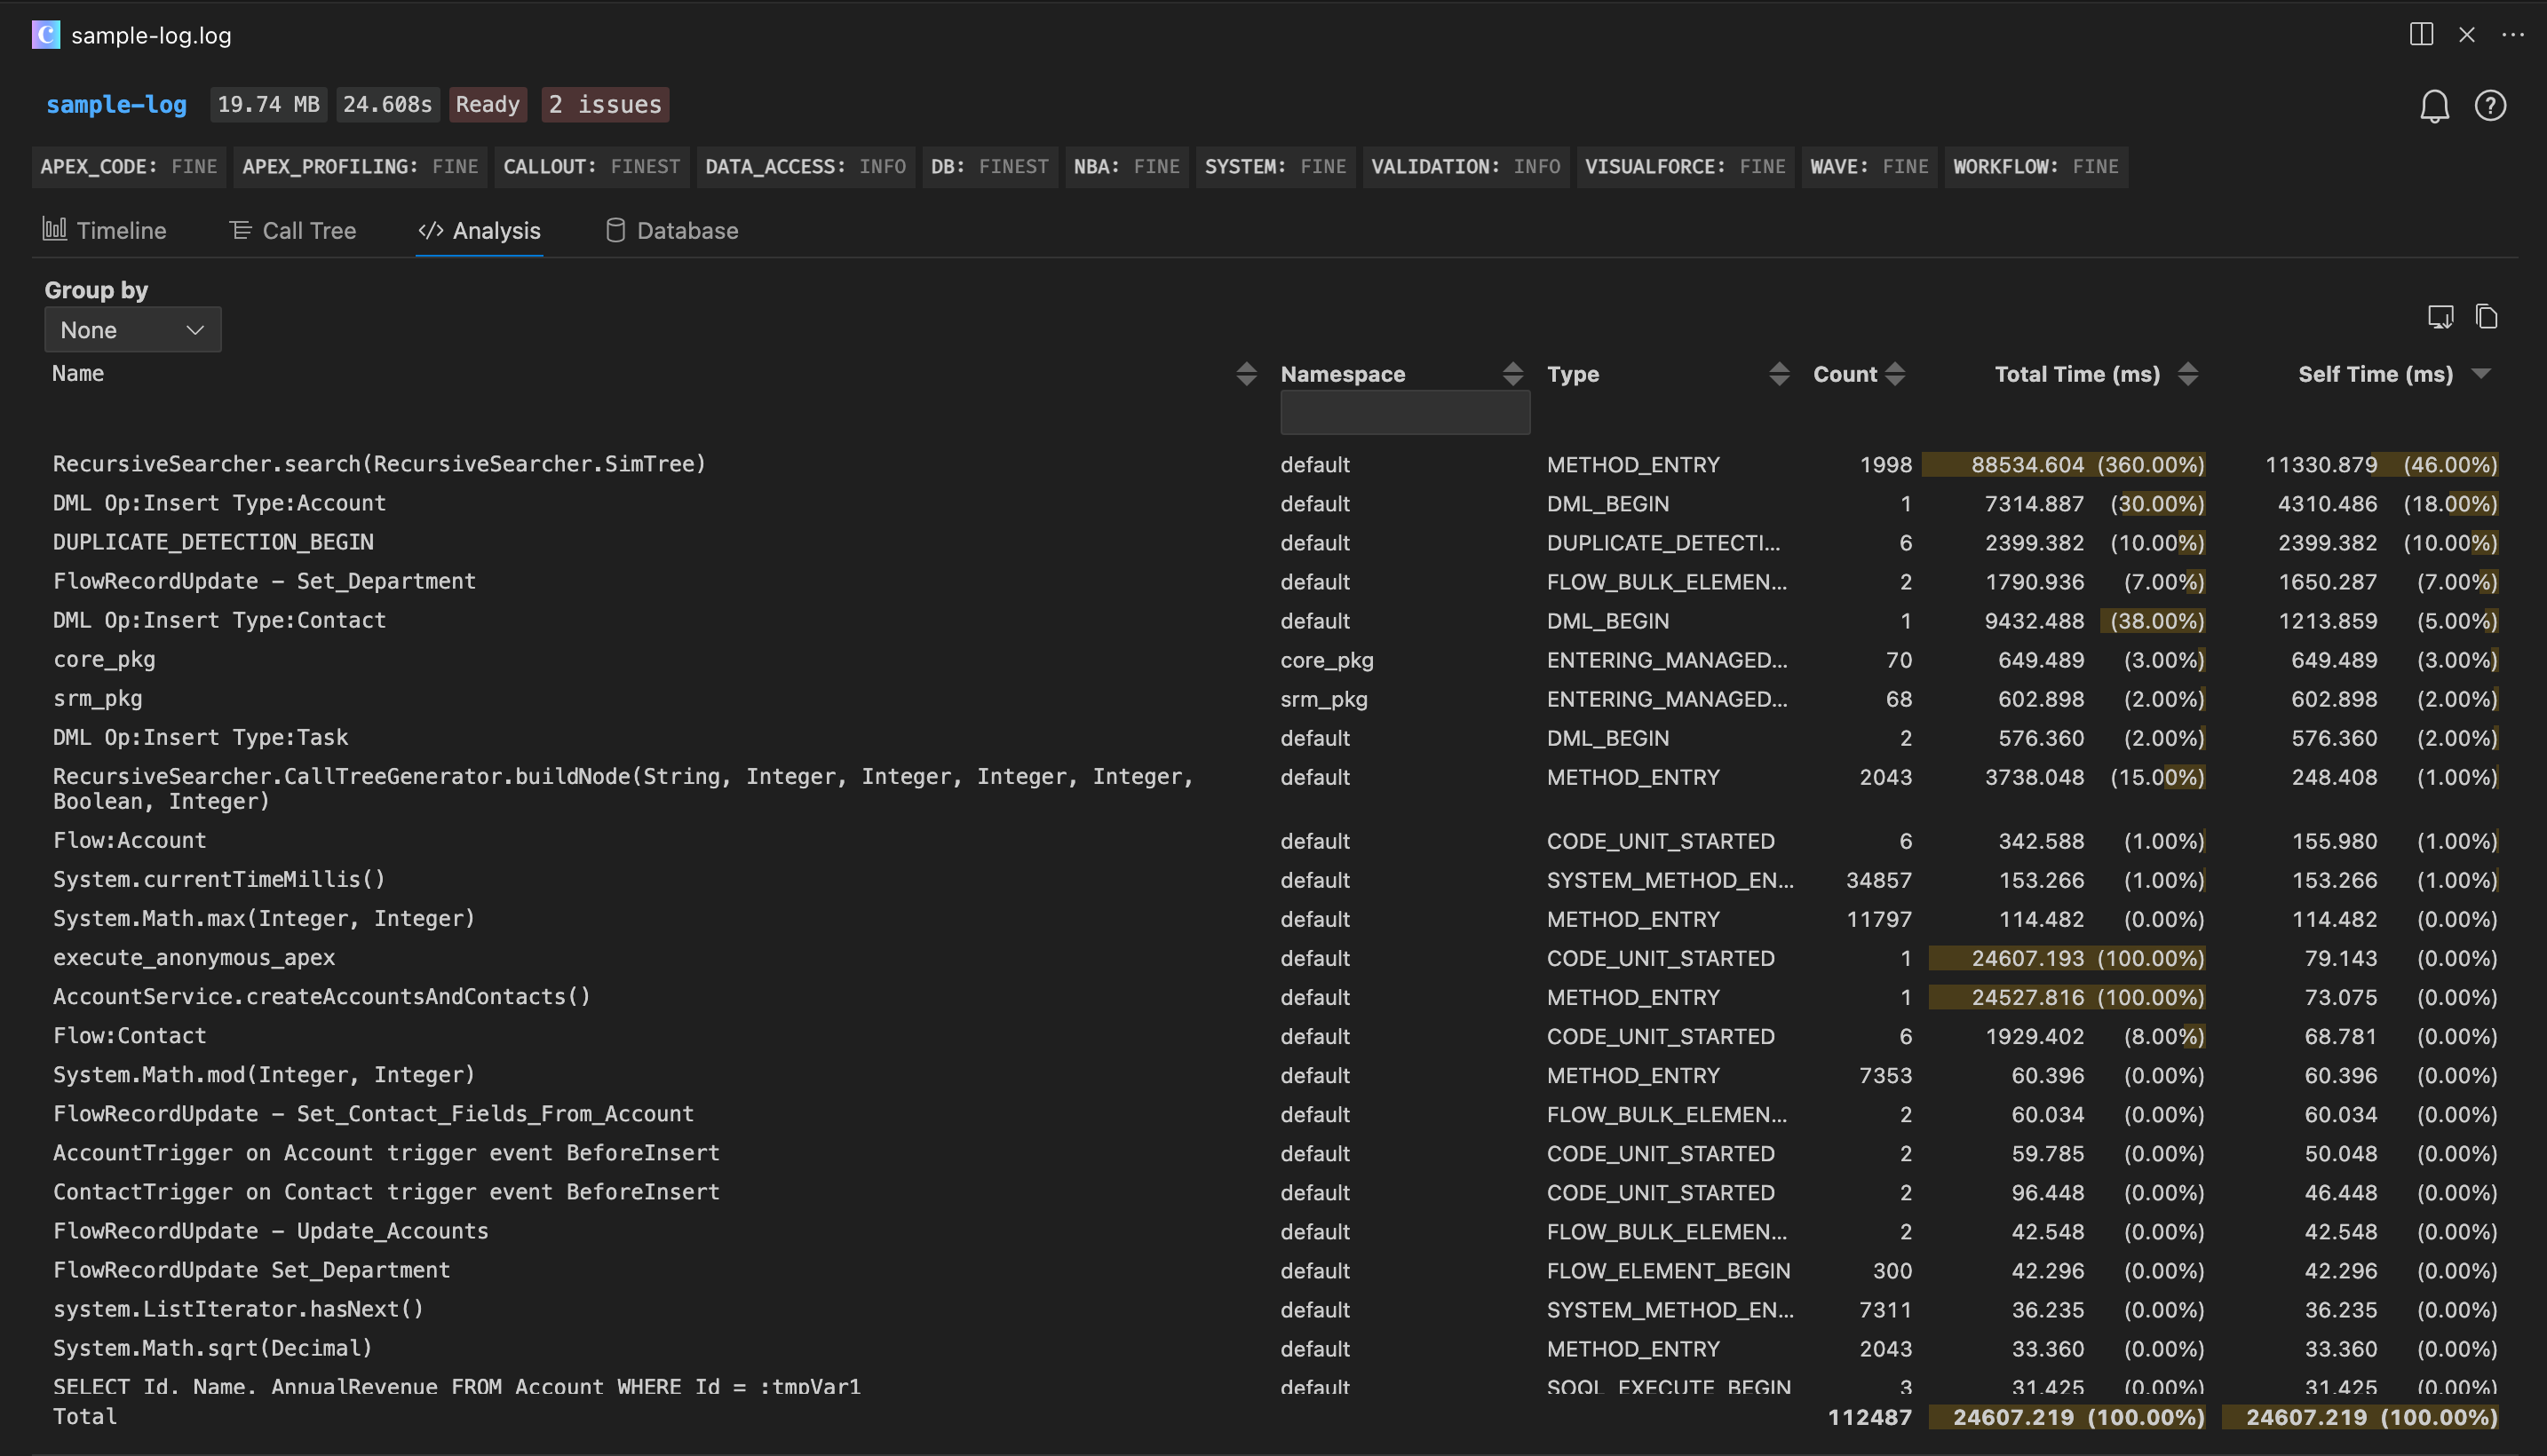 sample-log.log
sample-log 19.74 MB 24.608s Ready 2 issues
APEX_CODE: FINE APEX_PROFILING: FINE CALLOUT: FINEST DATA_ACCESS: INFO DB: FINEST NBA: FINE SYSTEM: FINE VALIDATION: INFO VISUALFORCE: FINE WAVE: FINE WORKFLOW: FINE
Timeline Call Tree </> Analysis Database
Group by
None
Name Namespace Type Count Total Time (ms) Self Time (ms)
RecursiveSearcher.search(RecursiveSearcher.SimTree) default METHOD_ENTRY 1998 88534.604 (360.00%) 11330.879 (46.00%)
DML Op:Insert Type:Account default DML_BEGIN 1 7314.887 (30.00%) 4310.486 (18.00%)
DUPLICATE_DETECTION_BEGIN default DUPLICATE_DETECTI... 6 2399.382 (10.00%) 2399.382 (10.00%)
FlowRecordUpdate - Set_Department default FLOW_BULK_ELEMEN... 2 1790.936 (7.00%) 1650.287 (7.00%)
DML Op:Insert Type:Contact default DML_BEGIN 1 9432.488 (38.00%) 1213.859 (5.00%)
core_pkg core_pkg ENTERING_MANAGED... 70 649.489 (3.00%) 649.489 (3.00%)
srm_pkg srm_pkg ENTERING_MANAGED... 68 602.898 (2.00%) 602.898 (2.00%)
DML Op:Insert Type:Task default DML_BEGIN 2 576.360 (2.00%) 576.360 (2.00%)
RecursiveSearcher.CallTreeGenerator.buildNode(String, Integer, Integer, Integer, Integer, default METHOD_ENTRY 2043 3738.048 (15.00%) 248.408 (1.00%)
Boolean, Integer)
Flow:Account default CODE_UNIT_STARTED 6 342.588 (1.00%) 155.980 (1.00%)
System.currentTimeMillis() default SYSTEM_METHOD_EN... 34857 153.266 (1.00%) 153.266 (1.00%)
System.Math.max(Integer, Integer) default METHOD_ENTRY 11797 114.482 (0.00%) 114.482 (0.00%)
execute_anonymous_apex default CODE_UNIT_STARTED 1 24607.193 (100.00%) 79.143 (0.00%)
AccountService.createAccountsAndContacts() default METHOD_ENTRY 1 24527.816 (100.00%) 73.075 (0.00%)
Flow:Contact default CODE_UNIT_STARTED 6 1929.402 (8.00%) 68.781 (0.00%)
System.Math.mod(Integer, Integer) default METHOD_ENTRY 7353 60.396 (0.00%) 60.396 (0.00%)
FlowRecordUpdate - Set_Contact_Fields_From_Account default FLOW_BULK_ELEMEN... 2 60.034 (0.00%) 60.034 (0.00%)
AccountTrigger on Account trigger event BeforeInsert default CODE_UNIT_STARTED 2 59.785 (0.00%) 50.048 (0.00%)
ContactTrigger on Contact trigger event BeforeInsert default CODE_UNIT_STARTED 2 96.448 (0.00%) 46.448 (0.00%)
FlowRecordUpdate - Update_Accounts default FLOW_BULK_ELEMEN... 2 42.548 (0.00%) 42.548 (0.00%)
FlowRecordUpdate Set_Department default FLOW_ELEMENT_BEGIN 300 42.296 (0.00%) 42.296 (0.00%)
system.ListIterator.hasNext() default SYSTEM_METHOD_EN... 7311 36.235 (0.00%) 36.235 (0.00%)
System.Math.sqrt(Decimal) default METHOD_ENTRY 2043 33.360 (0.00%) 33.360 (0.00%)
SELECT Id, Name, AnnualRevenue FROM Account WHERE Id = :tmpVar1 default SOQL_EXECUTE_BEGIN 3 31.425 (0.00%) 31.425 (0.00%)
Total 112487 24607.219 (100.00%) 24607.219 (100.00%)